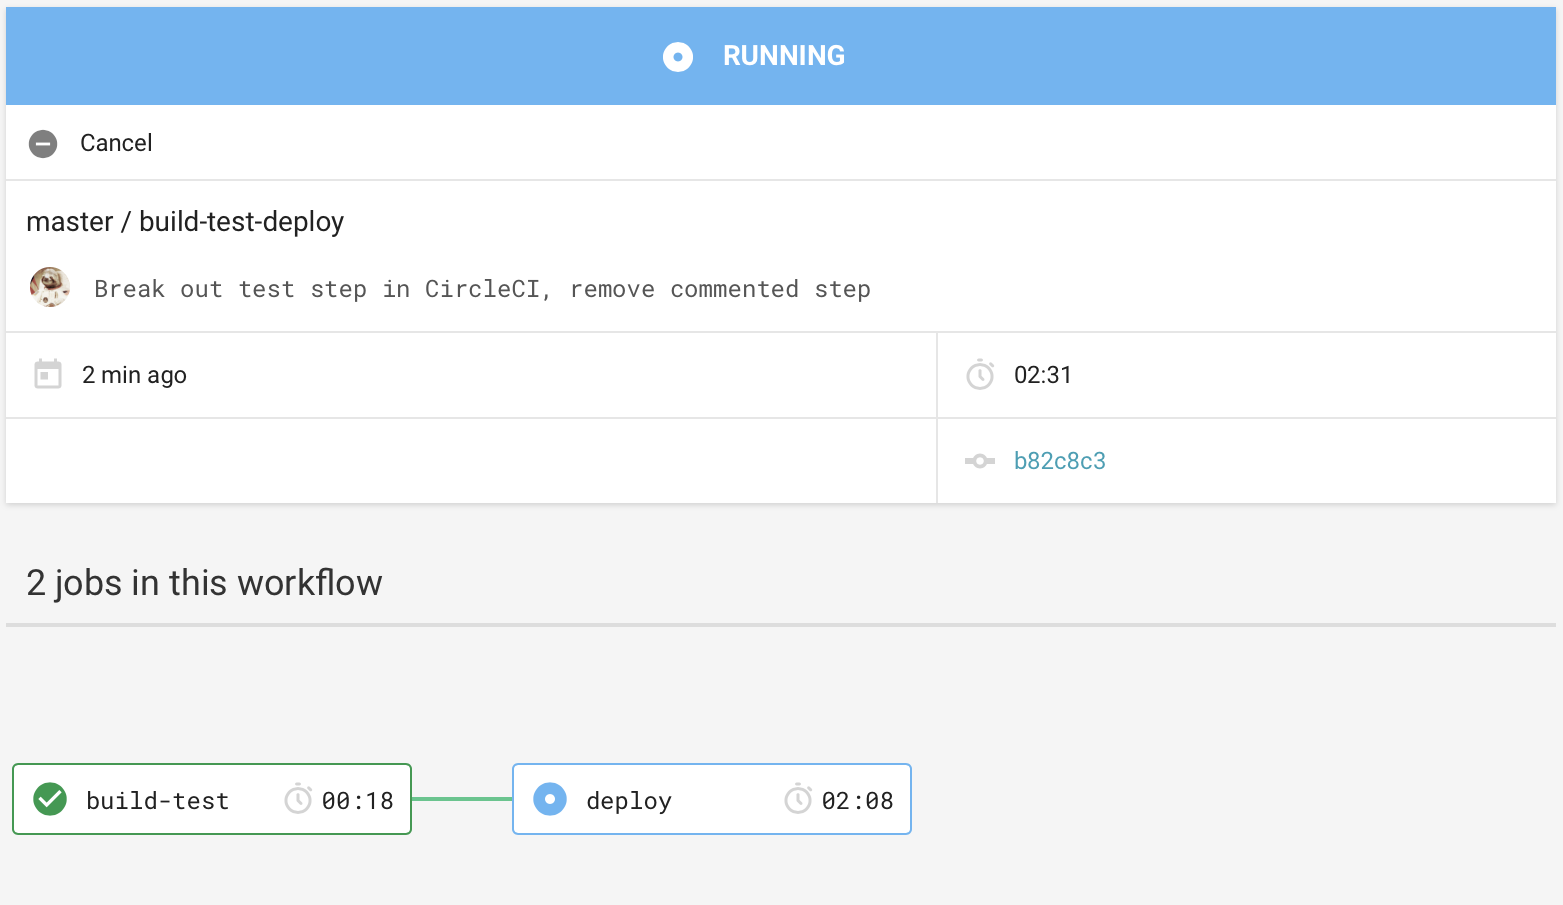 RUNNING
Cancel
master / build-test-deploy
Break out test step in CircleCI, remove commented step
2 min ago
02:31
b82c8c3
2 jobs in this workflow
build-test 00:18
deploy 02:08